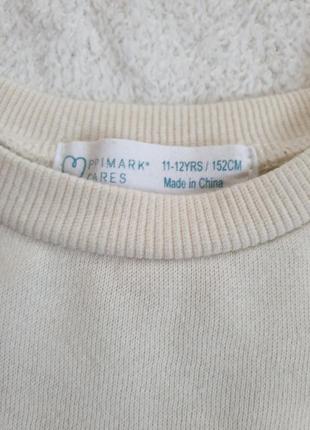 PRIMARK®
CARES
11-12YRS / 152CM
Made in China